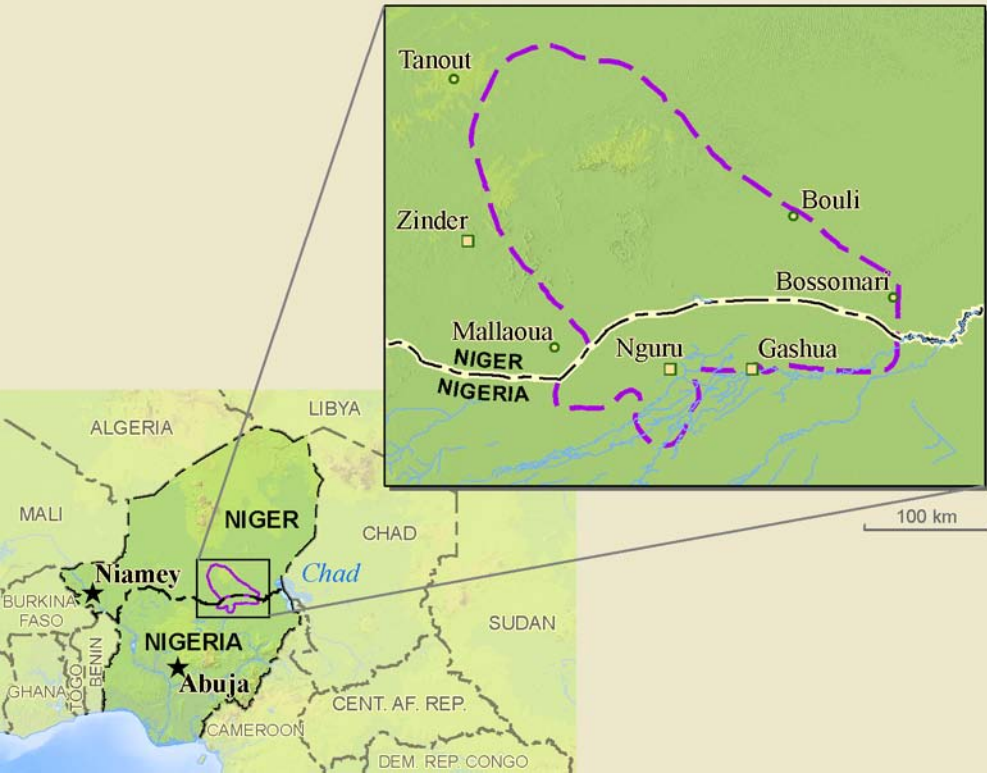 Tanout
Bouli
Zinder
Bossomari
Mallaoua
Nguru
Gashua
NIGER
NIGERIA
LIBYA
ALGERIA
MALI
NIGER
CHAD
100 km
Niamey
Chad
BURKINA
FASO
SUDAN
NIGERIA
BENIN
TOGO
GHANA
Abuja
CENT. AF. REP.
CAMEROON
DEM. REP. CONGO